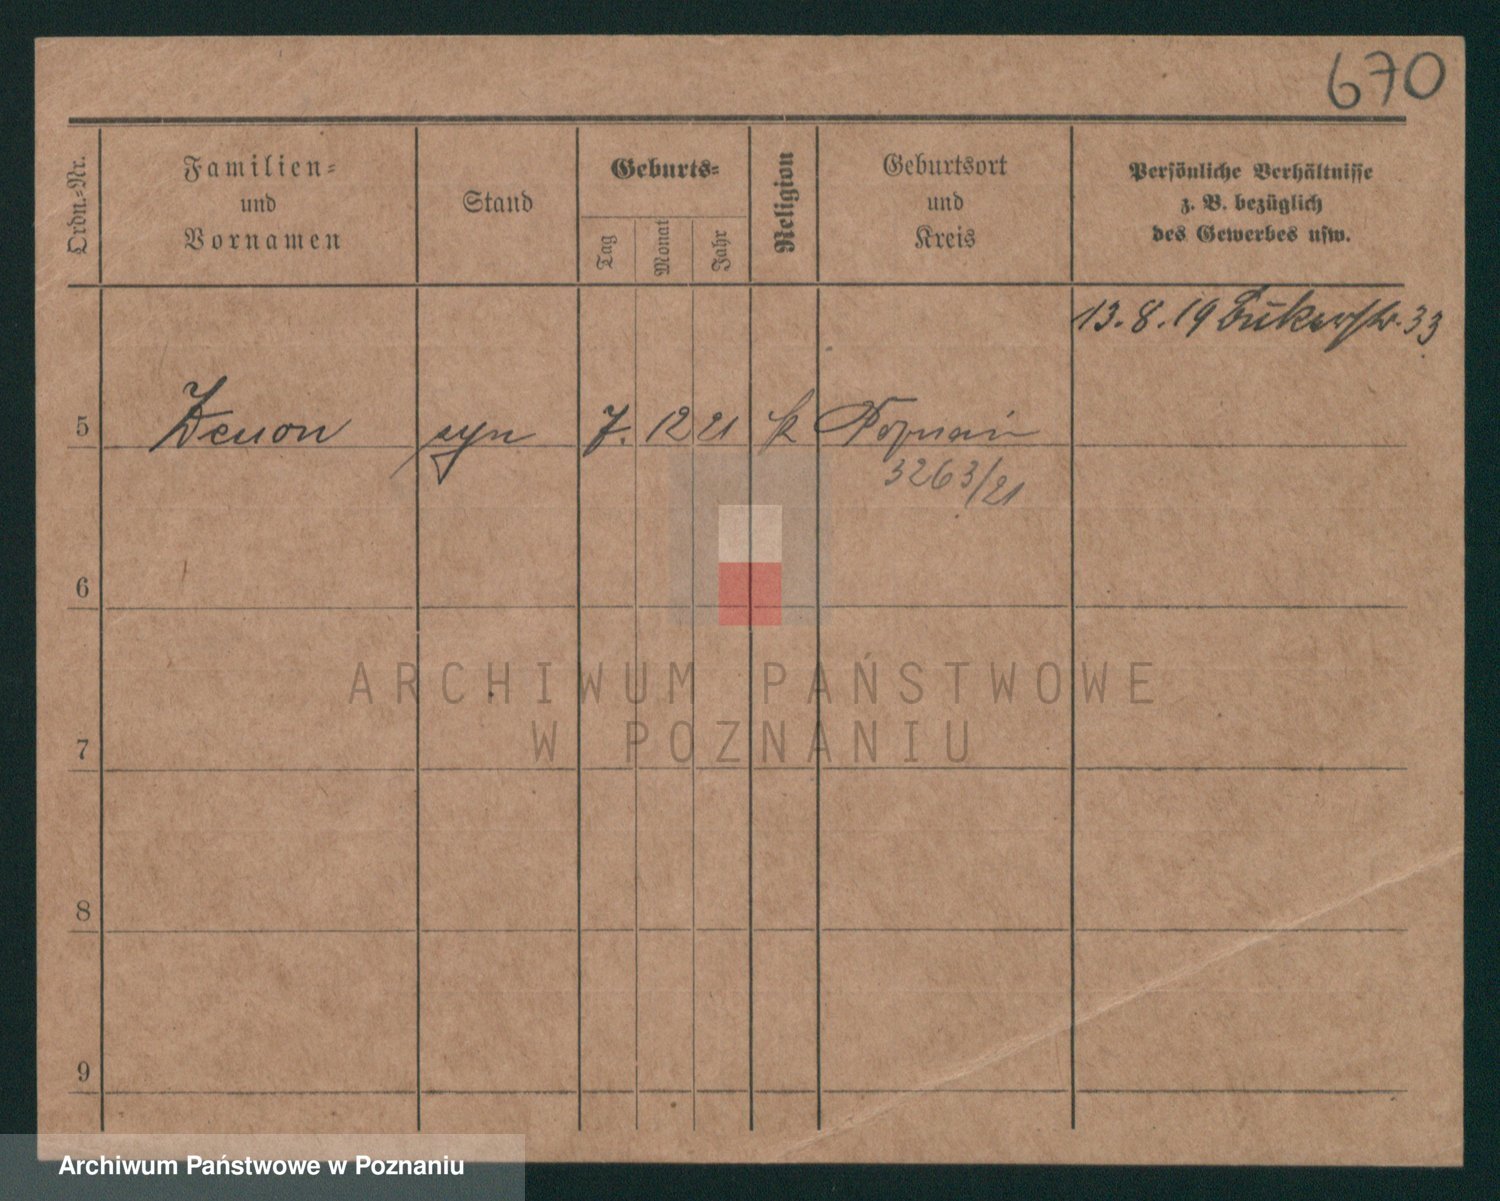 670
Ordn.-Nr.
Familien-
und
Vornamen
Stand
Geburts-
Tag
Monat
Jahr
Religion
Geburtsort
und
Kreis
Persönliche Verhältnisse
z. B. bezüglich
des Gewerbes usw.
13. 8. 19 33
5 Zenon syn 7. 12 21 k Poznań
3263/21
6
ARCHIWUM PAŃSTWOWE
W POZNANIU
7
8
9
Archiwum Państwowe w Poznaniu